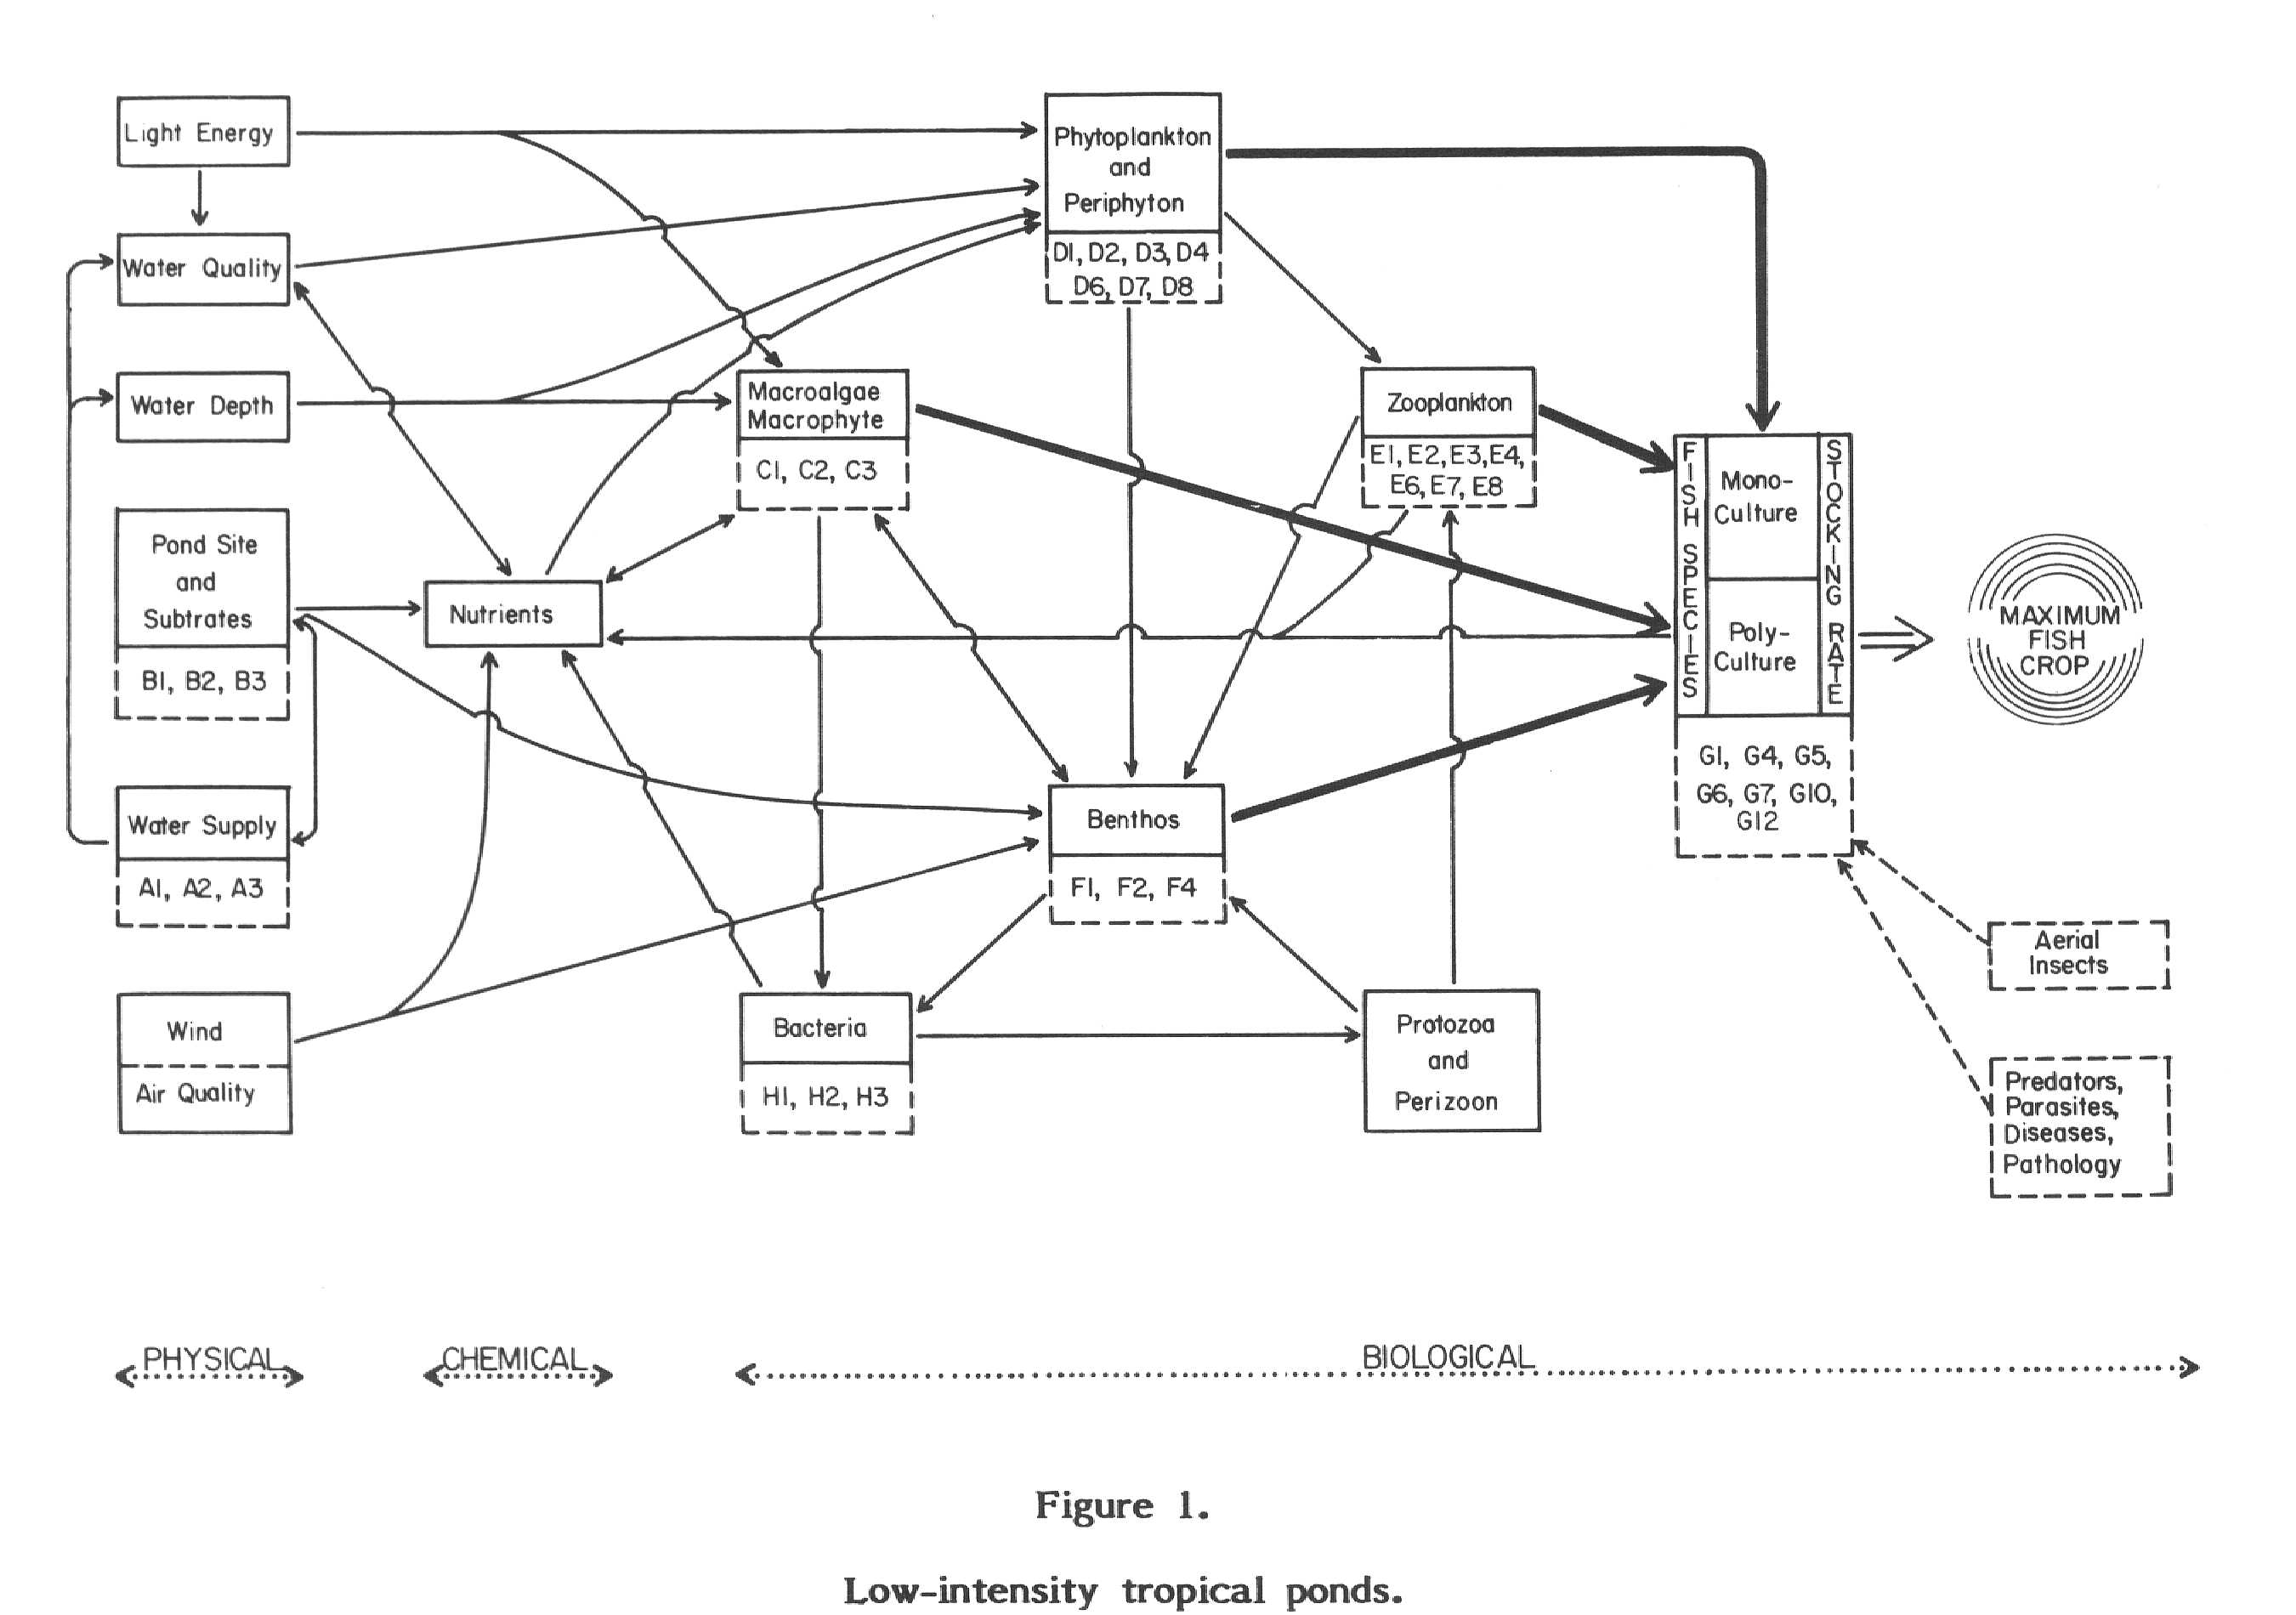 Light Energy
Water Quality
Water Depth
Pond Site
and
Subtrates
B1, B2, B3
Water Supply
A1, A2, A3
Wind
Air Quality
Nutrients
Macroalgae
Macrophyte
C1, C2, C3
Bacteria
H1, H2, H3
Phytoplankton
and
Periphyton
D1, D2, D3, D4
D6, D7, D8
Benthos
F1, F2, F4
Zooplankton
E1, E2, E3, E4,
E6, E7, E8
Protozoa
and
Perizoon
FISH SPECIES
Mono-
Culture
Poly-
Culture
STOCKING RATE
G1, G4, G5,
G6, G7, G10,
G12
MAXIMUM
FISH
CROP
Aerial
Insects
Predators,
Parasites,
Diseases,
Pathology
PHYSICAL
CHEMICAL
BIOLOGICAL
Figure 1.
Low-intensity tropical ponds.